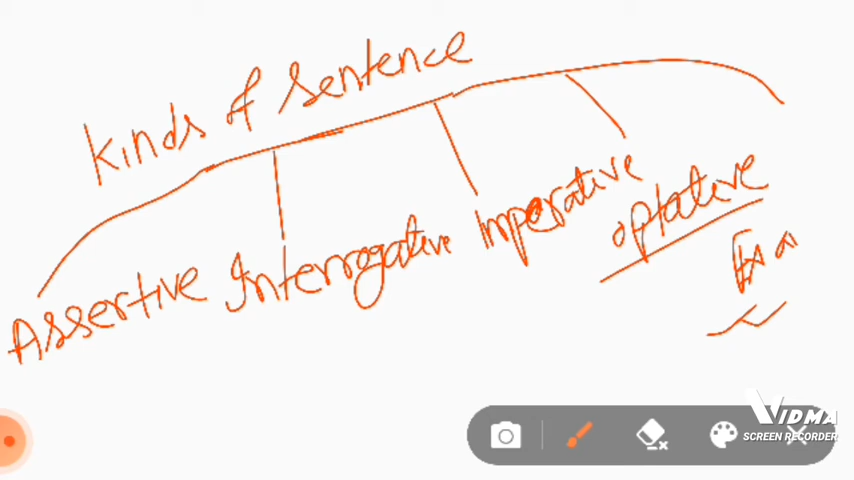 Kinds of Sentence
Assertive Interrogative Imperative Optative
VIDMA
SCREEN RECORDER